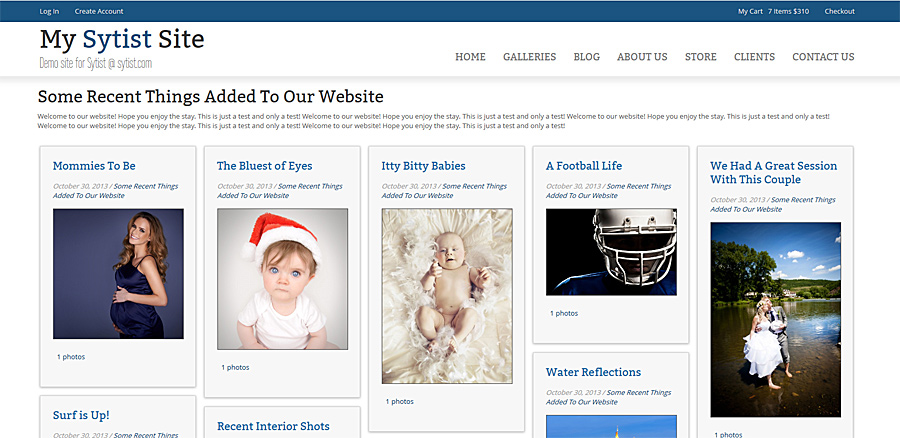 Log In Create Account My Cart 7 Items $310 Checkout
My Sytist Site
Demo site for Sytist @ sytist.com
HOME GALLERIES BLOG ABOUT US STORE CLIENTS CONTACT US
Some Recent Things Added To Our Website
Welcome to our website! Hope you enjoy the stay. This is just a test and only a test! Welcome to our website! Hope you enjoy the stay. This is just a test and only a test! Welcome to our website! Hope you enjoy the stay. This is just a test and only a test!
Welcome to our website! Hope you enjoy the stay. This is just a test and only a test! Welcome to our website! Hope you enjoy the stay. This is just a test and only a test!
Mommies To Be
October 30, 2013 / Some Recent Things
Added To Our Website
1 photos
Surf is Up!
October 30, 2013 / Some Recent Things
The Bluest of Eyes
October 30, 2013 / Some Recent Things
Added To Our Website
1 photos
Recent Interior Shots
Itty Bitty Babies
October 30, 2013 / Some Recent Things
Added To Our Website
1 photos
A Football Life
October 30, 2013 / Some Recent Things
Added To Our Website
1 photos
Water Reflections
October 30, 2013 / Some Recent Things
Added To Our Website
We Had A Great Session
With This Couple
October 30, 2013 / Some Recent Things
Added To Our Website
1 photos